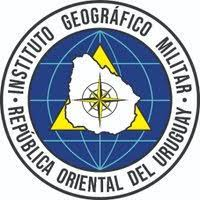 INSTITUTO GEOGRÁFICO MILITAR
REPÚBLICA ORIENTAL DEL URUGUAY